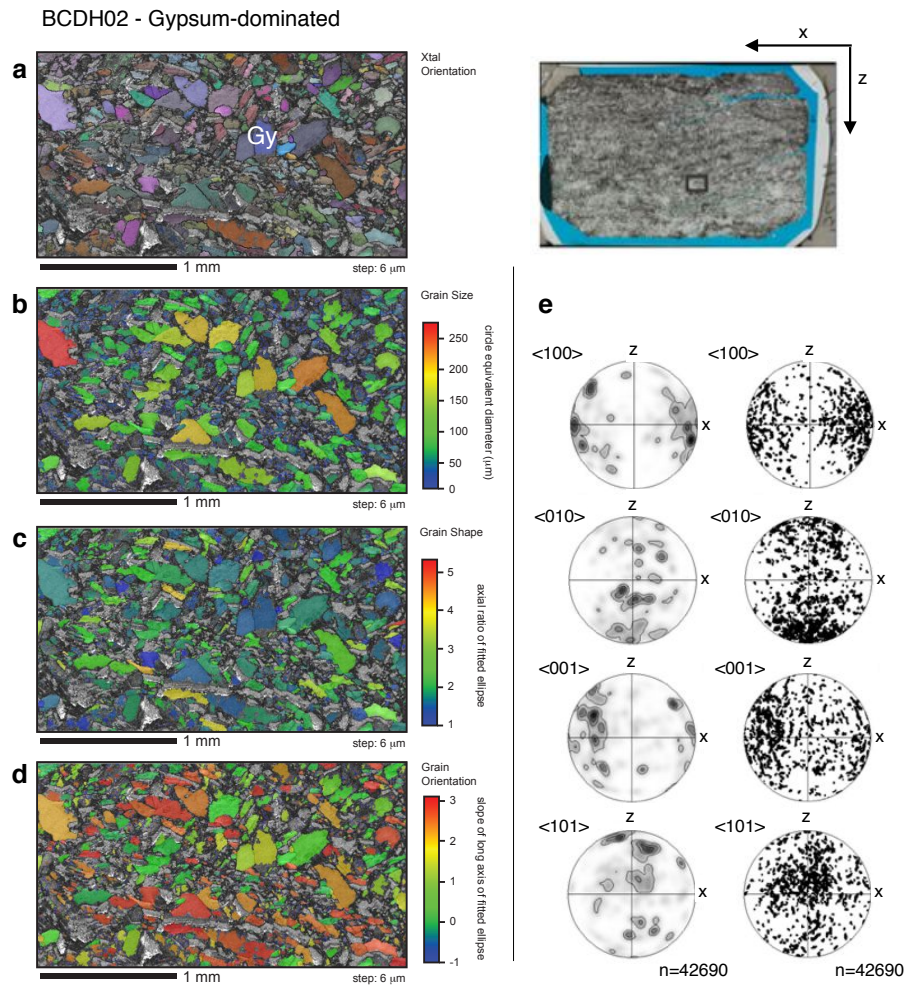 BCDH02 - Gypsum-dominated
a
Xtal
Orientation
Gy
1 mm
step: 6 µm
x
z
b
Grain Size
250
200
150
100
50
0
circle equivalent diameter (µm)
1 mm
step: 6 µm
c
Grain Shape
5
4
3
2
1
axial ratio of fitted ellipse
1 mm
step: 6 µm
d
Grain
Orientation
3
2
1
0
-1
slope of long axis of fitted ellipse
1 mm
step: 6 µm
e
<100> Z X
<100> Z X
<010> Z X
<010> Z X
<001> Z X
<001> Z X
<101> Z X
<101> Z X
n=42690
n=42690